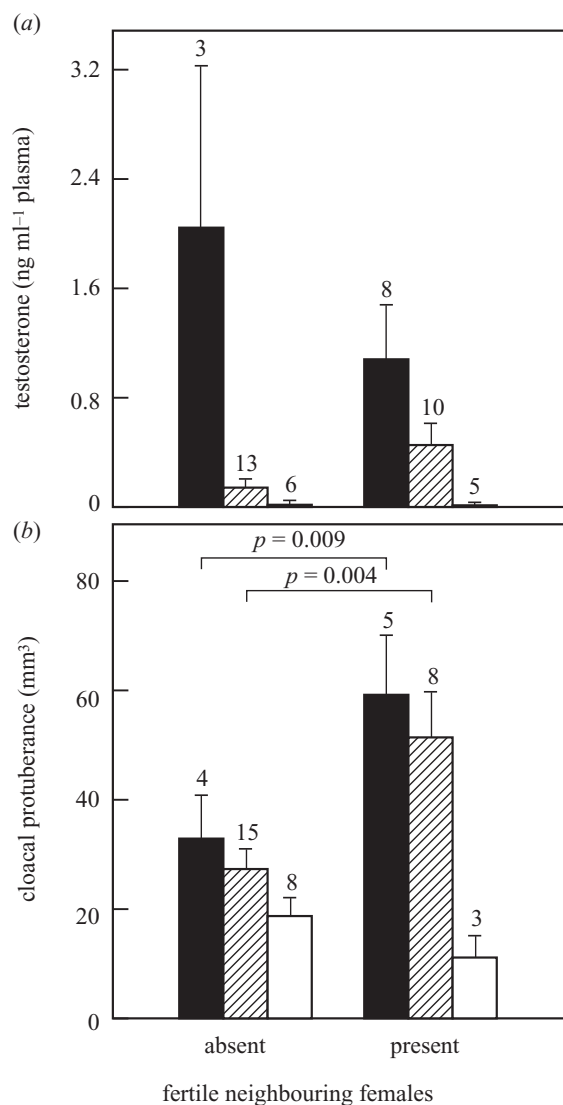 (a)
3
3.2
2.4
testosterone (ng ml⁻¹ plasma)
8
1.6
10
0.8
13
6
5
0
(b)
p = 0.009
80
p = 0.004
5
8
60
cloacal protuberance (mm³)
4
40
15
8
3
20
0
absent present
fertile neighbouring females